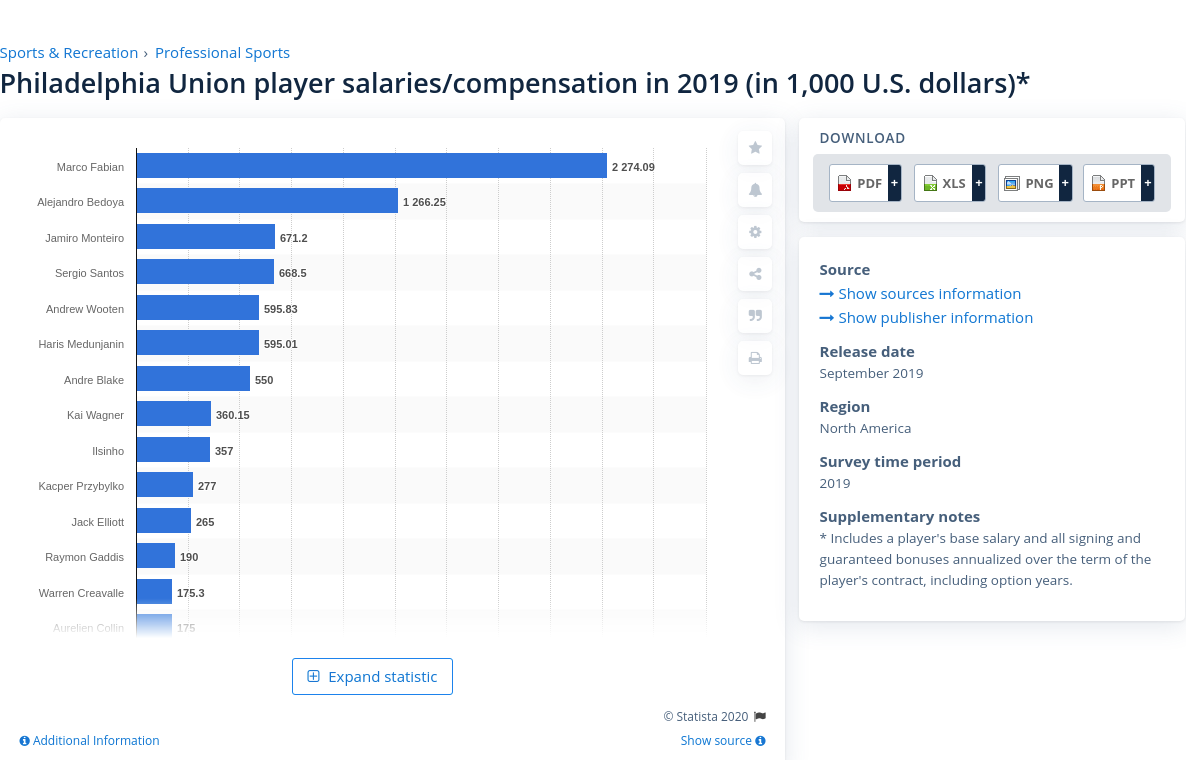 Sports & Recreation › Professional Sports
Philadelphia Union player salaries/compensation in 2019 (in 1,000 U.S. dollars)*
Marco Fabian 2 274.09
Alejandro Bedoya 1 266.25
Jamiro Monteiro 671.2
Sergio Santos 668.5
Andrew Wooten 595.83
Haris Medunjanin 595.01
Andre Blake 550
Kai Wagner 360.15
Ilsinho 357
Kacper Przybylko 277
Jack Elliott 265
Raymon Gaddis 190
Warren Creavalle 175.3
Aurelien Collin 175
Expand statistic
© Statista 2020
Additional Information
Show source
DOWNLOAD
PDF + XLS + PNG + PPT +
Source
Show sources information
Show publisher information
Release date
September 2019
Region
North America
Survey time period
2019
Supplementary notes
* Includes a player's base salary and all signing and
guaranteed bonuses annualized over the term of the
player's contract, including option years.